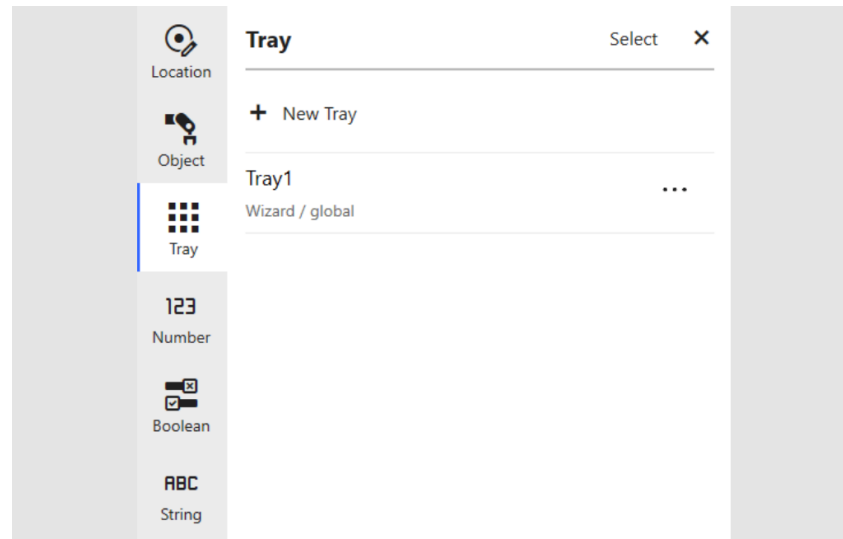 Location
Object
Tray
123
Number
Boolean
ABC
String
Tray
Select
New Tray
Tray1
Wizard / global